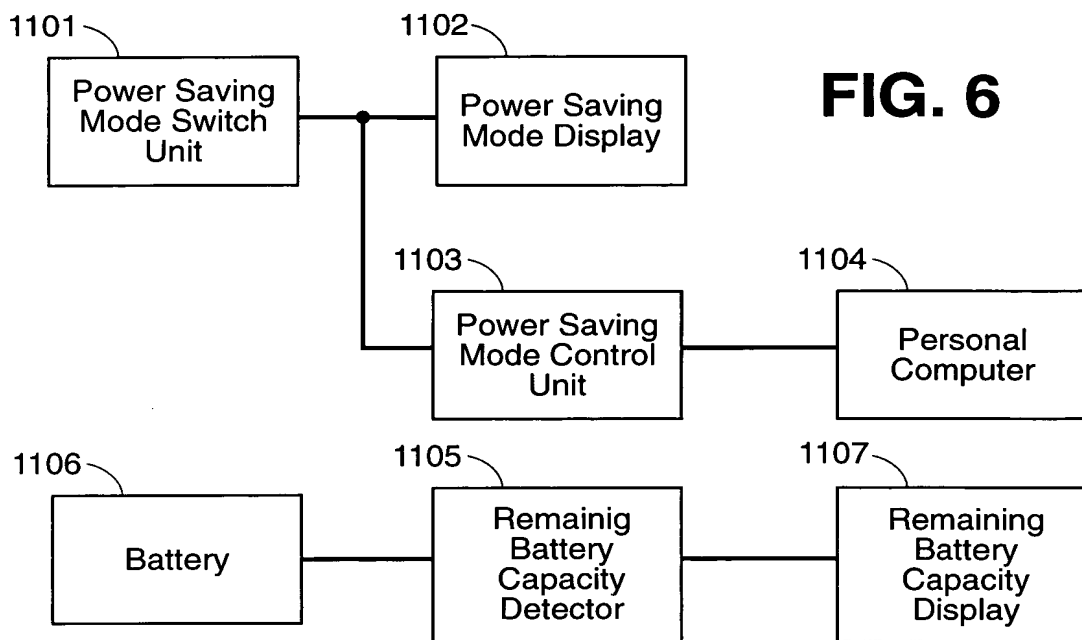 1101
Power Saving
Mode Switch
Unit
1102
Power Saving
Mode Display
FIG. 6
1103
Power Saving
Mode Control
Unit
1104
Personal
Computer
1106
Battery
1105
Remainig
Battery
Capacity
Detector
1107
Remaining
Battery
Capacity
Display